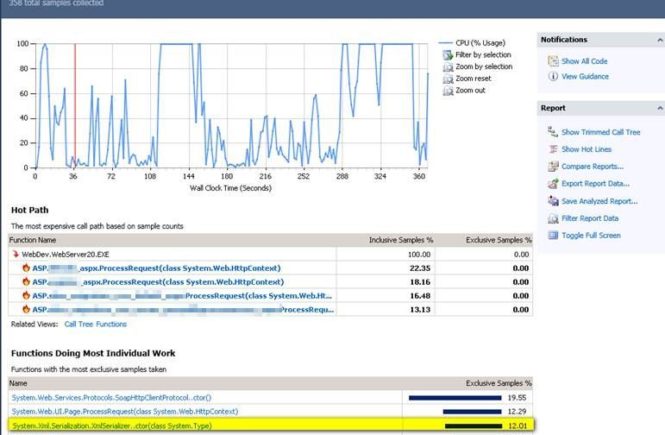 358 total samples collected
100
80
60
40
20
0
0 36 72 108 144 180 216 252 288 324 360
Wall Clock Time (Seconds)
CPU (% Usage)
Filter by selection
Zoom by selection
Zoom reset
Zoom out
Notifications
Show All Code
View Guidance
Report
Show Trimmed Call Tree
Show Hot Lines
Compare Reports...
Export Report Data...
Save Analyzed Report...
Filter Report Data
Toggle Full Screen
Hot Path
The most expensive call path based on sample counts
Function Name Inclusive Samples % Exclusive Samples %
WebDev.WebServer20.EXE 100.00 0.00
ASP. _aspx.ProcessRequest(class System.Web.HttpContext) 22.35 0.00
ASP. _aspx.ProcessRequest(class System.Web.HttpContext) 18.16 0.00
ASP. ProcessRequest(class System.Web.Ht... 16.48 0.00
ASP. ProcessRequ... 13.13 0.00
Related Views: Call Tree Functions
Functions Doing Most Individual Work
Functions with the most exclusive samples taken
Name Exclusive Samples %
System.Web.Services.Protocols.SoapHttpClientProtocol..ctor() 19.55
System.Web.UI.Page.ProcessRequest(class System.Web.HttpContext) 12.29
System.Xml.Serialization.XmlSerializer..ctor(class System.Type) 12.01